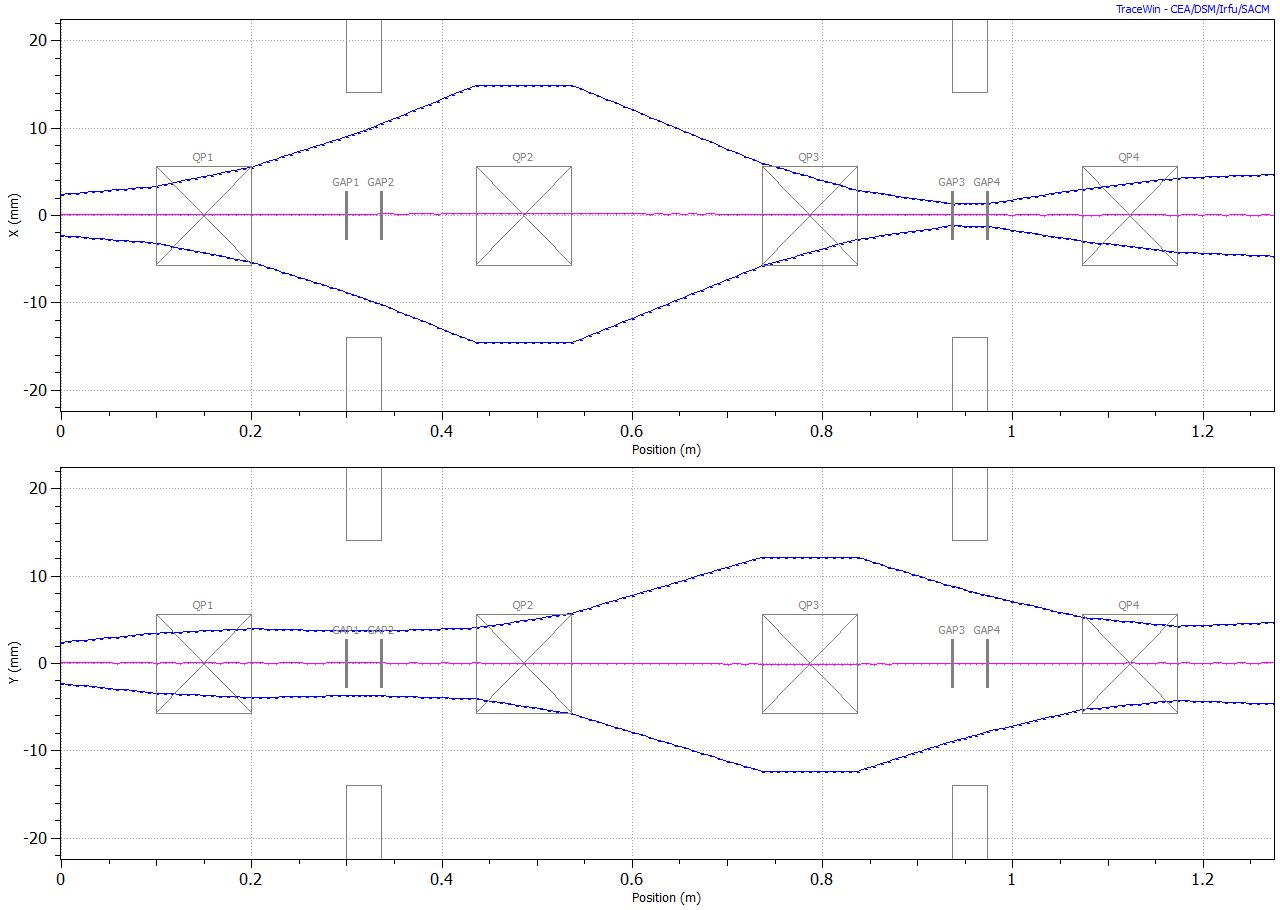 TraceWin - CEA/DSM/Irfu/SACM
20
10
0
-10
-20
X (mm)
QP1
QP2
QP3
QP4
GAP1
GAP2
GAP3
GAP4
0
0.2
0.4
0.6
0.8
1
1.2
Position (m)
20
10
0
-10
-20
Y (mm)
QP1
QP2
QP3
QP4
GAP1
GAP2
GAP3
GAP4
0
0.2
0.4
0.6
0.8
1
1.2
Position (m)